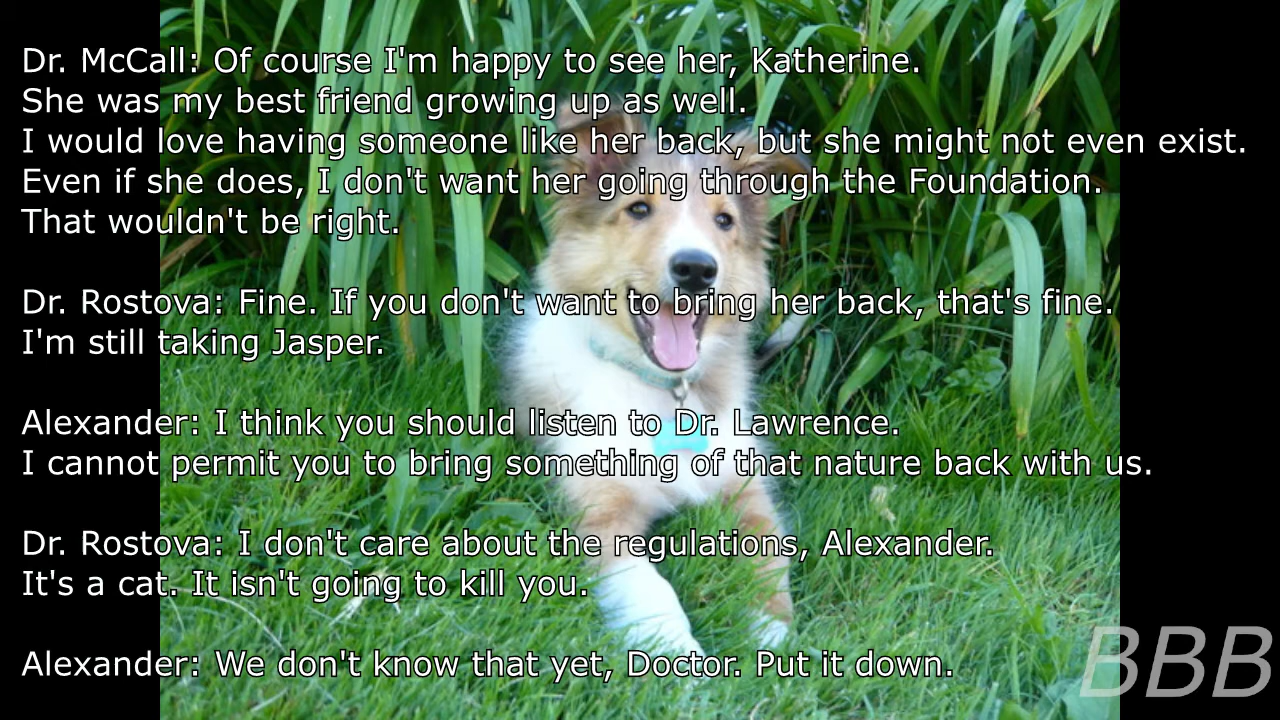 Dr. McCall: Of course I'm happy to see her, Katherine.
She was my best friend growing up as well.
I would love having someone like her back, but she might not even exist.
Even if she does, I don't want her going through the Foundation.
That wouldn't be right.
Dr. Rostova: Fine. If you don't want to bring her back, that's fine.
I'm still taking Jasper.
Alexander: I think you should listen to Dr. Lawrence.
I cannot permit you to bring something of that nature back with us.
Dr. Rostova: I don't care about the regulations, Alexander.
It's a cat. It isn't going to kill you.
Alexander: We don't know that yet, Doctor. Put it down.
BBB